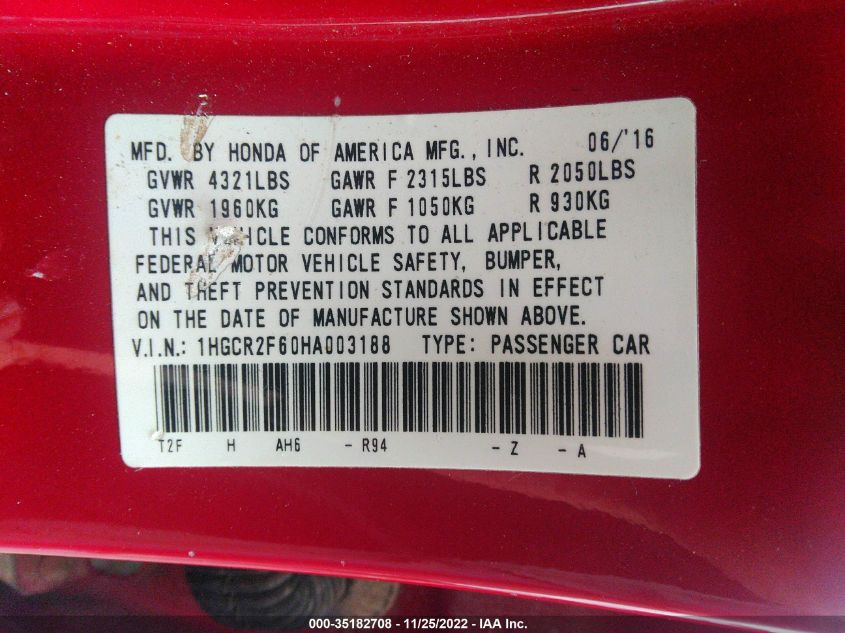 MFD. BY HONDA OF AMERICA MFG., INC. 06/'16
GVWR 4321LBS GAWR F 2315LBS R 2050LBS
GVWR 1960KG GAWR F 1050KG R 930KG
THIS VEHICLE CONFORMS TO ALL APPLICABLE
FEDERAL MOTOR VEHICLE SAFETY, BUMPER,
AND THEFT PREVENTION STANDARDS IN EFFECT
ON THE DATE OF MANUFACTURE SHOWN ABOVE.
V.I.N.: 1HGCR2F60HA003188 TYPE: PASSENGER CAR
T2F H AH6 - R94 - Z - A
000-35182708 - 11/25/2022 - IAA Inc.